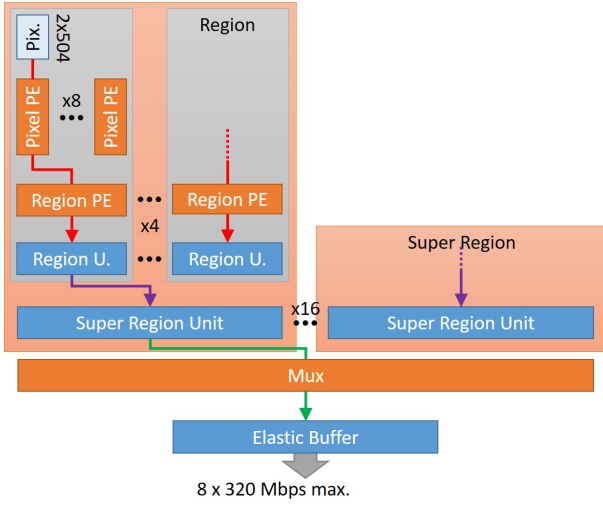 Pix.
2x504
Region
Pixel PE
x8
Pixel PE
Region PE
Region PE
x4
Region U.
Region U.
Super Region
x16
Super Region Unit
Super Region Unit
Mux
Elastic Buffer
8 x 320 Mbps max.